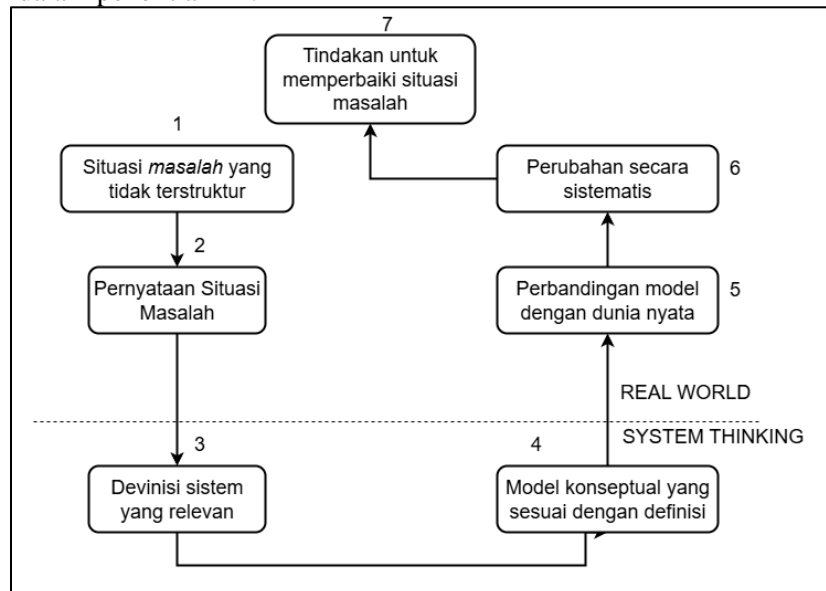 7
Tindakan untuk
memperbaiki situasi
masalah
1
Situasi masalah yang
tidak terstruktur
Perubahan secara
sistematis
6
2
Pernyataan Situasi
Masalah
Perbandingan model
dengan dunia nyata
5
REAL WORLD
SYSTEM THINKING
3
Devinisi sistem
yang relevan
4
Model konseptual yang
sesuai dengan definisi